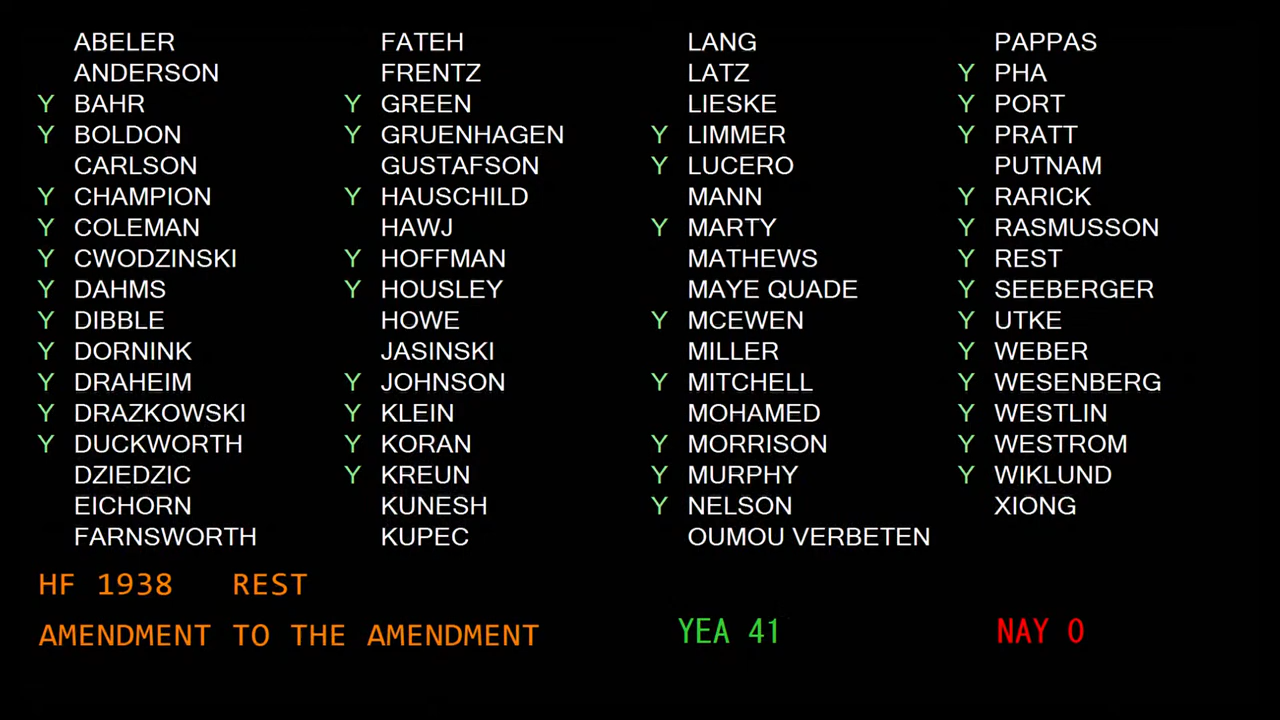 ABELER
ANDERSON
Y BAHR
Y BOLDON
CARLSON
Y CHAMPION
Y COLEMAN
Y CWODZINSKI
Y DAHMS
Y DIBBLE
Y DORNINK
Y DRAHEIM
Y DRAZKOWSKI
Y DUCKWORTH
DZIEDZIC
EICHORN
FARNSWORTH
FATEH
FRENTZ
Y GREEN
Y GRUENHAGEN
GUSTAFSON
Y HAUSCHILD
HAWJ
Y HOFFMAN
Y HOUSLEY
HOWE
JASINSKI
Y JOHNSON
Y KLEIN
Y KORAN
Y KREUN
KUNESH
KUPEC
LANG
LATZ
LIESKE
Y LIMMER
Y LUCERO
MANN
Y MARTY
MATHEWS
MAYE QUADE
Y MCEWEN
MILLER
Y MITCHELL
MOHAMED
Y MORRISON
Y MURPHY
Y NELSON
OUMOU VERBETEN
PAPPAS
Y PHA
Y PORT
Y PRATT
PUTNAM
Y RARICK
Y RASMUSSON
Y REST
Y SEEBERGER
Y UTKE
Y WEBER
Y WESENBERG
Y WESTLIN
Y WESTROM
Y WIKLUND
XIONG
HF 1938 REST
AMENDMENT TO THE AMENDMENT
YEA 41
NAY 0